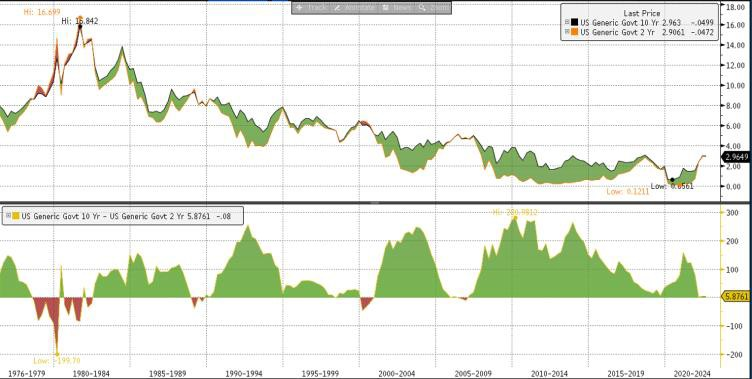 Hi: 16.699
Hi: 15.842
Track Annotate News Zoom
Last Price
US Generic Govt 10 Yr 2.963 -.0499
US Generic Govt 2 Yr 2.9061 -.0472
18.00
16.00
14.00
12.00
10.00
8.00
6.00
4.00
2.9649
2.00
0.00
Low: 0.1211
Low: 0.6561
US Generic Govt 10 Yr - US Generic Govt 2 Yr 5.8761 -.08
300
200
100
5.8761
-100
-200
Low: -199.79
1976-1979 1980-1984 1985-1989 1990-1994 1995-1999 2000-2004 2005-2009 2010-2014 2015-2019 2020-2024